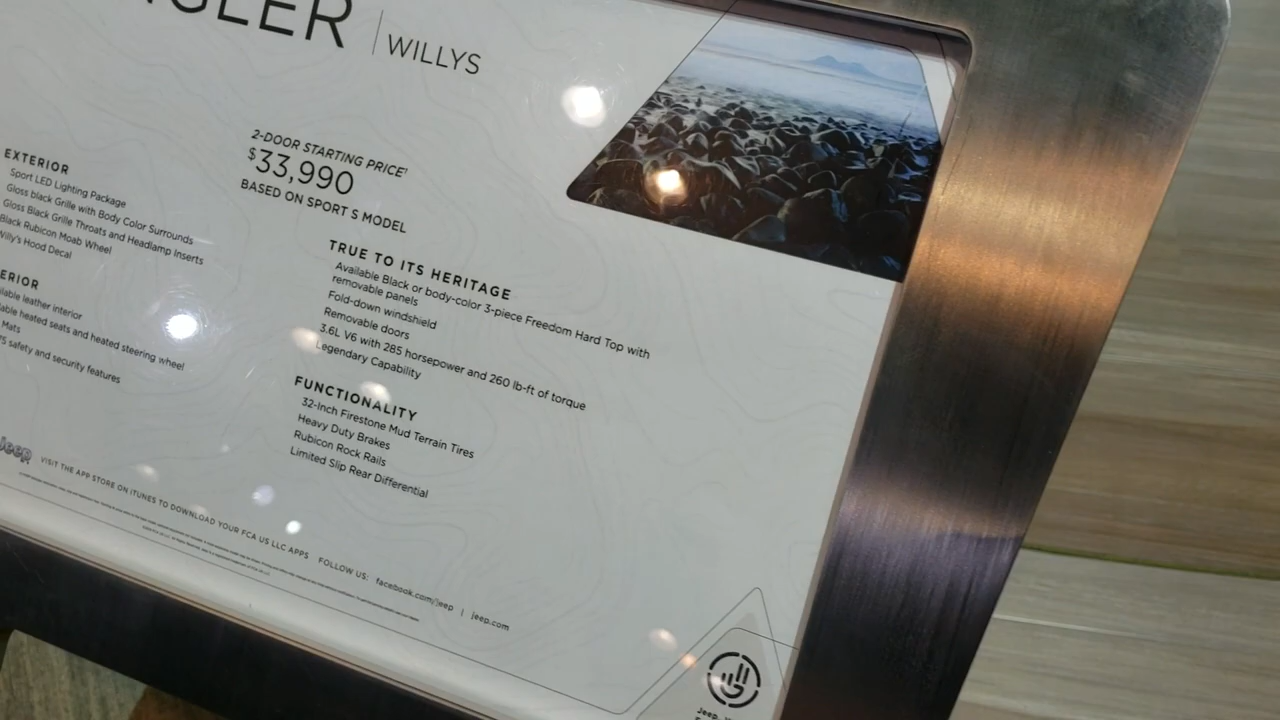 WILLYS
2-DOOR STARTING PRICE†
$33,990
BASED ON SPORT S MODEL
EXTERIOR
Sport LED Lighting Package
Gloss black Grille with Body Color Surrounds
Gloss Black Grille Throats and Headlamp Inserts
Black Rubicon Moab Wheel
Willy's Hood Decal
leather interior
heated seats and heated steering wheel
Mats
safety and security features
TRUE TO ITS HERITAGE
Available Black or body-color 3-piece Freedom Hard Top with
removable panels
Fold-down windshield
Removable doors
3.6L V6 with 285 horsepower and 260 lb-ft of torque
Legendary Capability
FUNCTIONALITY
32-Inch Firestone Mud Terrain Tires
Heavy Duty Brakes
Rubicon Rock Rails
Limited Slip Rear Differential
Jeep VISIT THE APP STORE ON ITUNES TO DOWNLOAD YOUR FCA US LLC APPS FOLLOW US: facebook.com/jeep | jeep.com
Jeep.